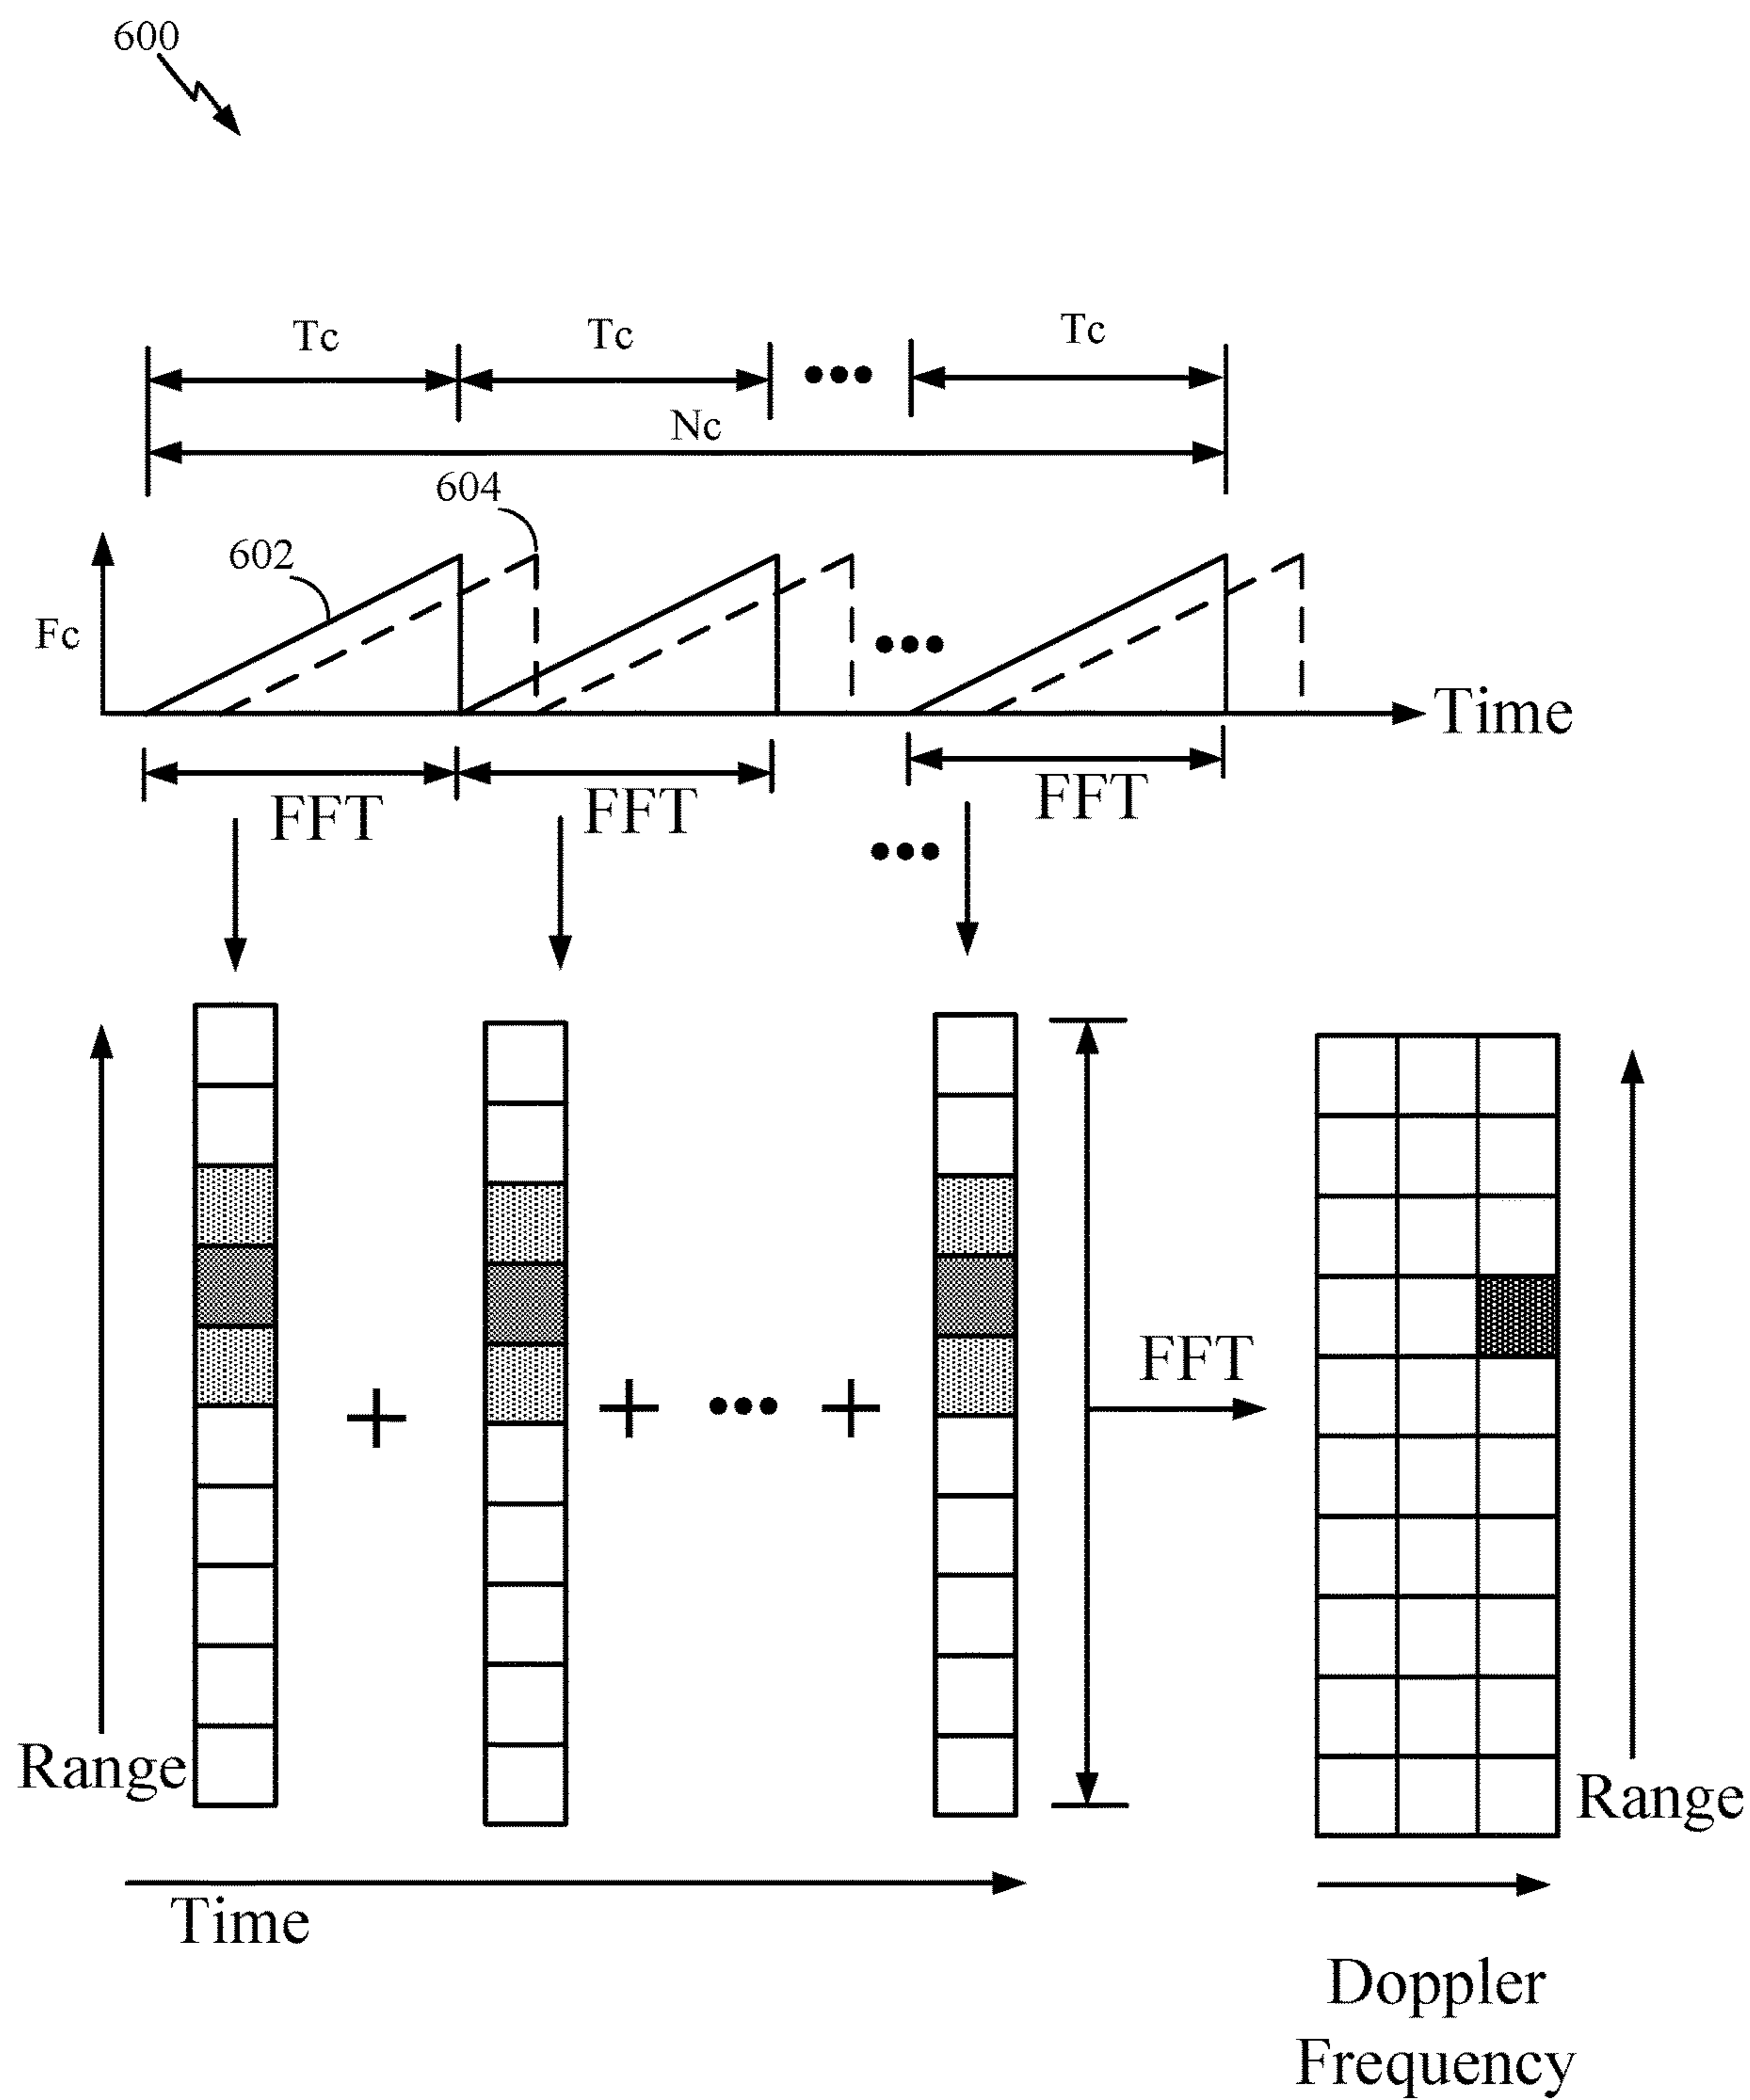 600
Tc
Tc
Tc
Nc
604
602
Fc
Time
FFT
FFT
FFT
FFT
Range
Range
Time
Doppler
Frequency